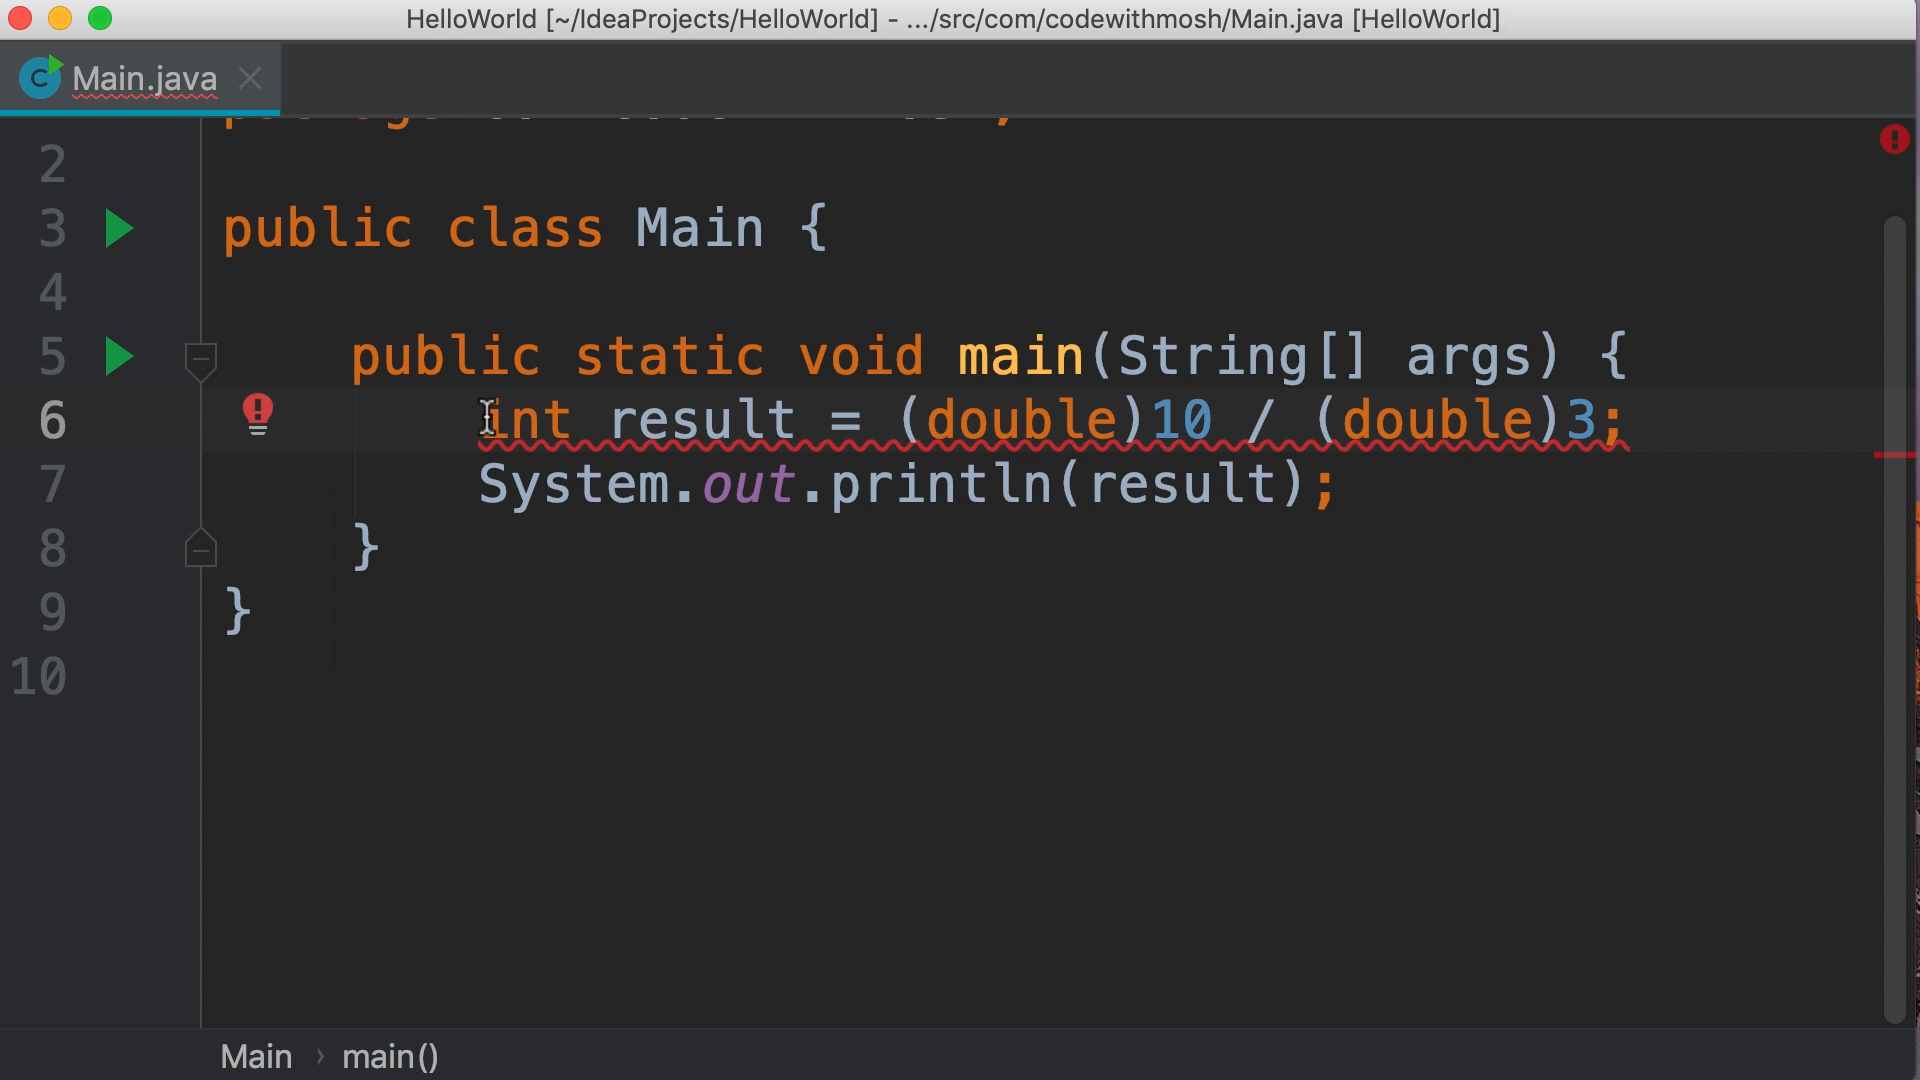 HelloWorld [~/IdeaProjects/HelloWorld] - .../src/com/codewithmosh/Main.java [HelloWorld]
Main.java
2
3 public class Main {
4
5 public static void main(String[] args) {
6 int result = (double)10 / (double)3;
7 System.out.println(result);
8 }
9 }
10
Main › main()